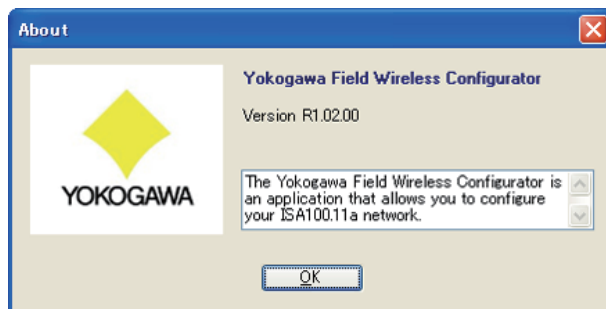 About
Yokogawa Field Wireless Configurator
Version R1.02.00
YOKOGAWA
The Yokogawa Field Wireless Configurator is
an application that allows you to configure
your ISA100.11a network.
OK